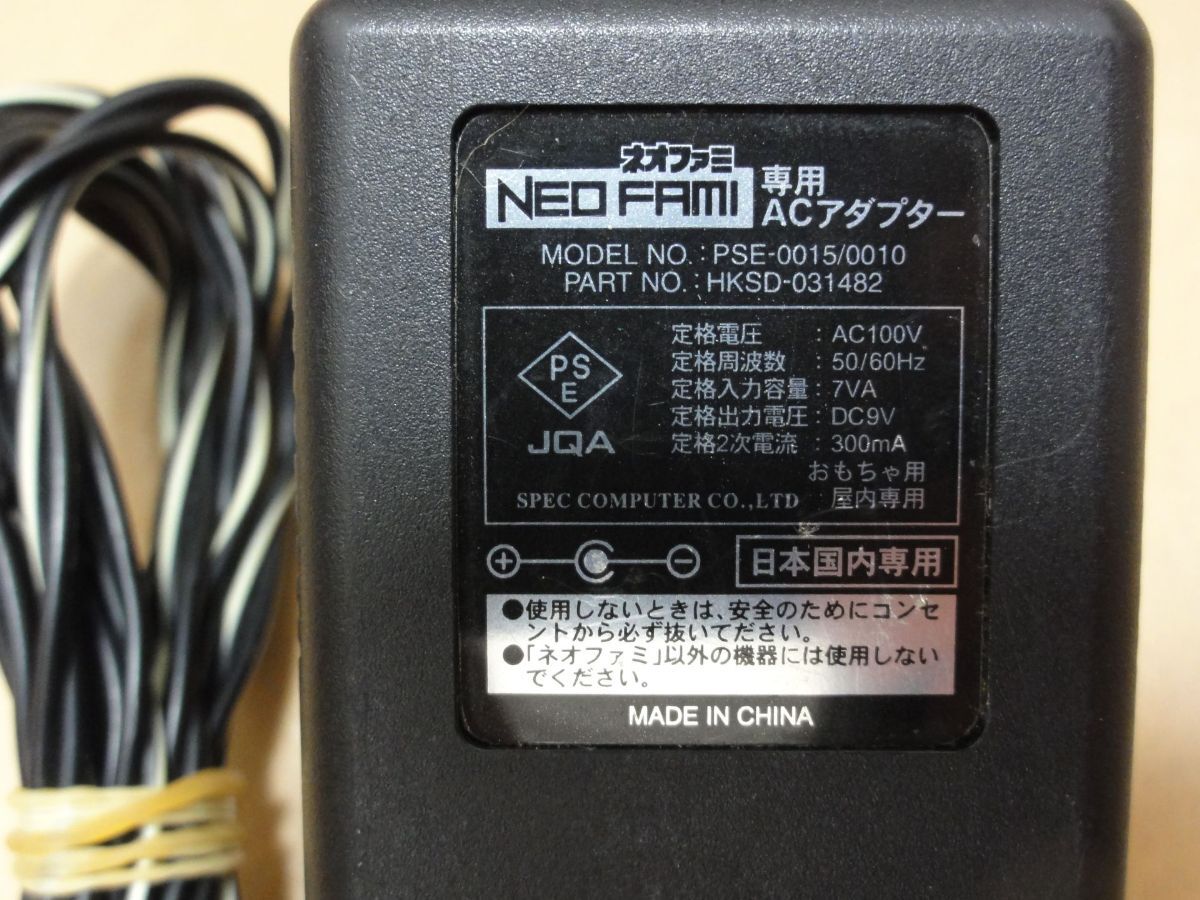 ネオファミ
NEO FAMI 専用
ACアダプター
MODEL NO. : PSE-0015/0010
PART NO. : HKSD-031482
PS
E
JQA
定格電圧 : AC100V
定格周波数 : 50/60Hz
定格入力容量 : 7VA
定格出力電圧 : DC9V
定格2次電流 : 300mA
おもちゃ用
SPEC COMPUTER CO.,LTD 屋内専用
日本国内専用
●使用しないときは、安全のためにコンセ
ントから必ず抜いてださい。
●「ネオファミ」以外の機器には使用しない
でください。
MADE IN CHINA